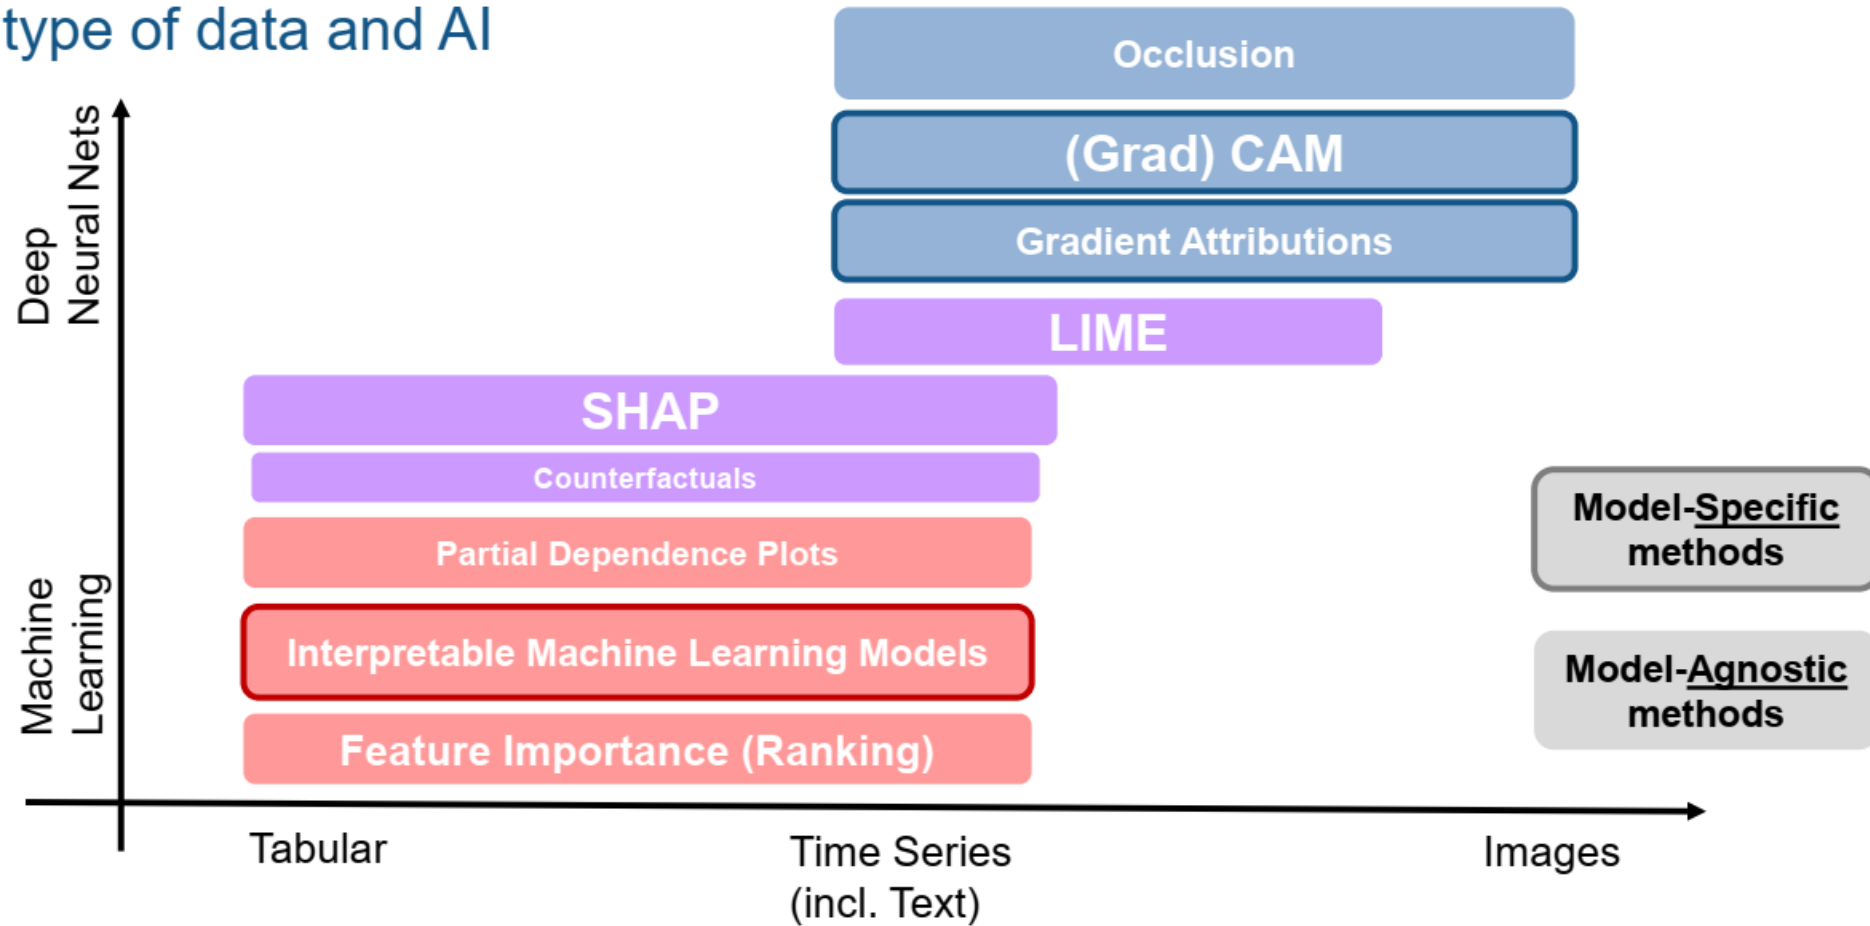 type of data and AI
Occlusion
(Grad) CAM
Gradient Attributions
LIME
SHAP
Counterfactuals
Partial Dependence Plots
Interpretable Machine Learning Models
Feature Importance (Ranking)
Deep
Neural Nets
Machine
Learning
Model-Specific
methods
Model-Agnostic
methods
Tabular
Time Series
(incl. Text)
Images